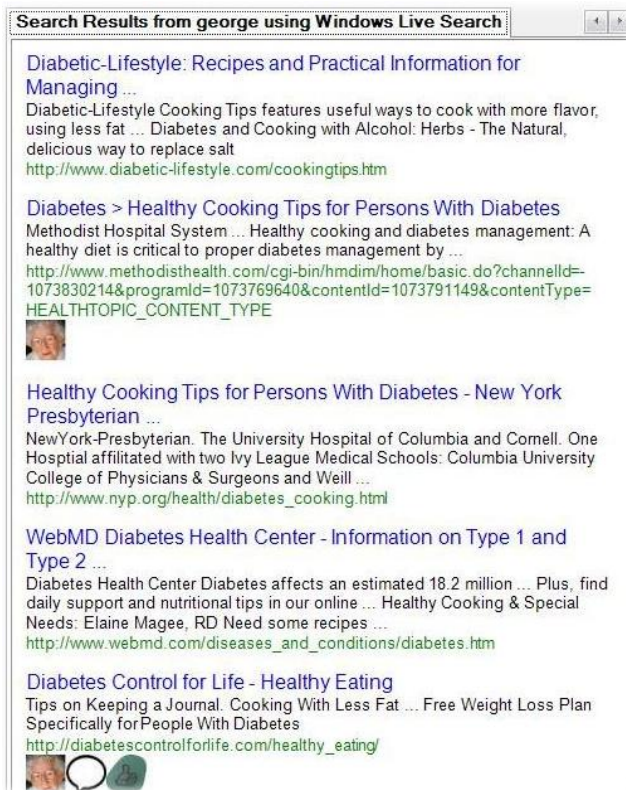 Search Results from george using Windows Live Search
Diabetic-Lifestyle: Recipes and Practical Information for
Managing ...
Diabetic-Lifestyle Cooking Tips features useful ways to cook with more flavor,
using less fat ... Diabetes and Cooking with Alcohol: Herbs - The Natural,
delicious way to replace salt
http://www.diabetic-lifestyle.com/cookingtips.htm
Diabetes > Healthy Cooking Tips for Persons With Diabetes
Methodist Hospital System ... Healthy cooking and diabetes management: A
healthy diet is critical to proper diabetes management by ...
http://www.methodisthealth.com/cgi-bin/hmdim/home/basic.do?channelId=-
1073830214&programId=1073769640&contentId=1073791149&contentType=
HEALTHTOPIC_CONTENT_TYPE
Healthy Cooking Tips for Persons With Diabetes - New York
Presbyterian ...
NewYork-Presbyterian. The University Hospital of Columbia and Cornell. One
Hosptial affilitated with two Ivy League Medical Schools: Columbia University
College of Physicians & Surgeons and Weill ...
http://www.nyp.org/health/diabetes_cooking.html
WebMD Diabetes Health Center - Information on Type 1 and
Type 2 ...
Diabetes Health Center Diabetes affects an estimated 18.2 million ... Plus, find
daily support and nutritional tips in our online ... Healthy Cooking & Special
Needs: Elaine Magee, RD Need some recipes ...
http://www.webmd.com/diseases_and_conditions/diabetes.htm
Diabetes Control for Life - Healthy Eating
Tips on Keeping a Journal. Cooking With Less Fat ... Free Weight Loss Plan
Specifically for People With Diabetes
http://diabetescontrolforlife.com/healthy_eating/